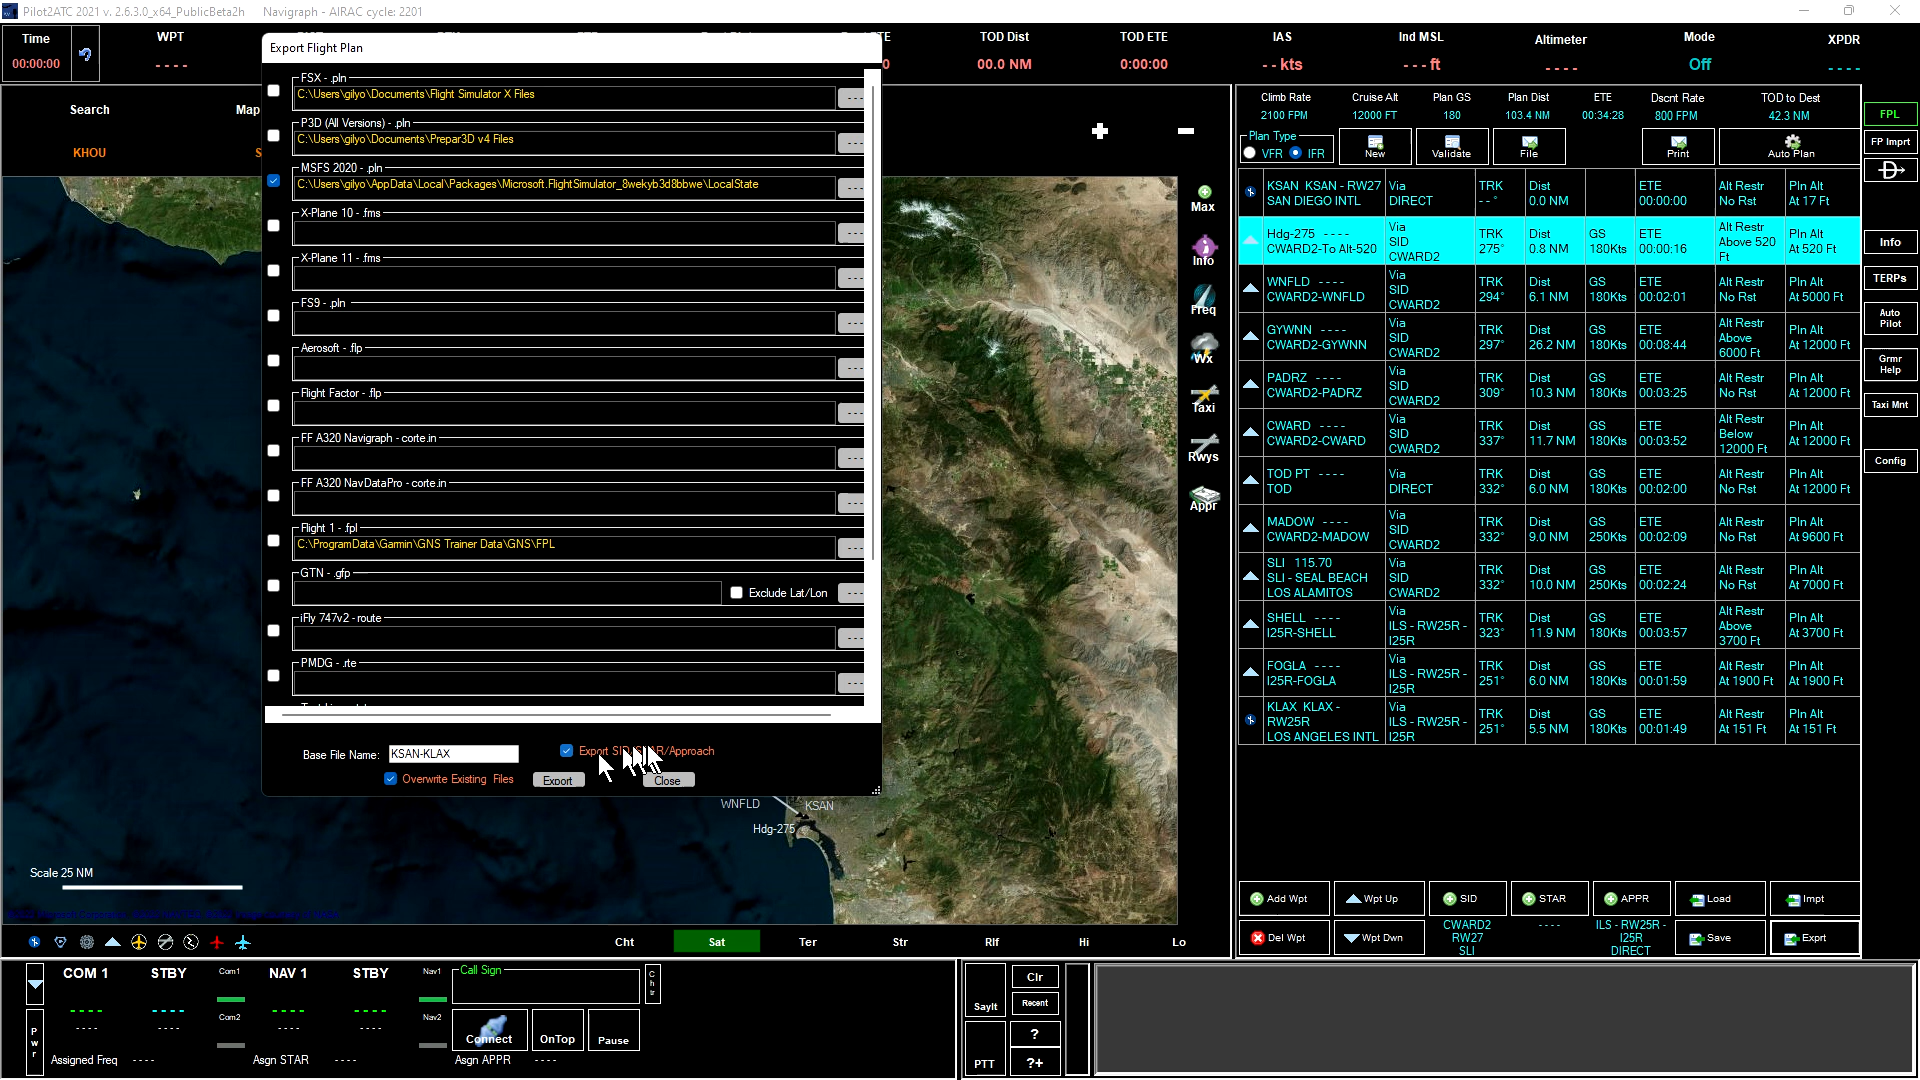 Pilot2ATC 2021 v. 2.6.3.0_x64_PublicBeta2h Navigraph - AIRAC cycle: 2201
Time
00:00:00
WPT
- - - -
TOD Dist
00.0 NM
TOD ETE
0:00:00
IAS
- - kts
Ind MSL
- - - ft
Altimeter
- - - -
Mode
Off
XPDR
- - - -
Search
Map
KHOU
Export Flight Plan
FSX - .pln
C:\Users\gilyo\Documents\Flight Simulator X Files
P3D (All Versions) - .pln
C:\Users\gilyo\Documents\Prepar3D v4 Files
MSFS 2020 - .pln
C:\Users\gilyo\AppData\Local\Packages\Microsoft.FlightSimulator_8wekyb3d8bbwe\LocalState
X-Plane 10 - .fms
X-Plane 11 - .fms
FS9 - .pln
Aerosoft - .flp
Flight Factor - .flp
FF A320 Navigraph - corte.in
FF A320 NavDataPro - corte.in
Flight 1 - .fpl
C:\ProgramData\Garmin\GNS Trainer Data\GNS\FPL
GTN - .gfp
Exclude Lat/Lon
iFly 747v2 - route
PMDG - .rte
Base File Name: KSAN-KLAX
Export SID/STAR/Approach
Overwrite Existing Files
Export
Close
WNFLD
KSAN
Hdg-275
Scale 25 NM
Max
Info
Freq
Wx
Taxi
Rwys
Appr
Cht
Sat
Ter
Str
Rlf
Hi
Lo
Climb Rate
2100 FPM
Cruise Alt
12000 FT
Plan GS
180
Plan Dist
103.4 NM
ETE
00:34:28
Dscnt Rate
800 FPM
TOD to Dest
42.3 NM
Plan Type
VFR IFR
New
Validate
File
Print
Auto Plan
KSAN KSAN - RW27 Via TRK Dist ETE Alt Restr Pln Alt
SAN DIEGO INTL DIRECT - - ° 0.0 NM 00:00:00 No Rst At 17 Ft
Hdg-275 - - - - Via TRK Dist GS ETE Alt Restr Pln Alt
CWARD2-To Alt-520 SID 275° 0.8 NM 180Kts 00:00:16 Above 520 At 520 Ft
CWARD2 Ft
WNFLD - - - - Via TRK Dist GS ETE Alt Restr Pln Alt
CWARD2-WNFLD SID 294° 6.1 NM 180Kts 00:02:01 No Rst At 5000 Ft
CWARD2
GYWNN - - - - Via TRK Dist GS ETE Alt Restr Pln Alt
CWARD2-GYWNN SID 297° 26.2 NM 180Kts 00:08:44 Above At 12000 Ft
CWARD2 6000 Ft
PADRZ - - - - Via TRK Dist GS ETE Alt Restr Pln Alt
CWARD2-PADRZ SID 309° 10.3 NM 180Kts 00:03:25 No Rst At 12000 Ft
CWARD2
CWARD - - - - Via TRK Dist GS ETE Alt Restr Pln Alt
CWARD2-CWARD SID 337° 11.7 NM 180Kts 00:03:52 Below At 12000 Ft
CWARD2 12000 Ft
TOD PT - - - - Via TRK Dist GS ETE Alt Restr Pln Alt
TOD DIRECT 332° 6.0 NM 180Kts 00:02:00 No Rst At 12000 Ft
MADOW - - - - Via TRK Dist GS ETE Alt Restr Pln Alt
CWARD2-MADOW SID 332° 9.0 NM 250Kts 00:02:09 No Rst At 9600 Ft
CWARD2
SLI 115.70 Via TRK Dist GS ETE Alt Restr Pln Alt
SLI - SEAL BEACH SID 332° 10.0 NM 250Kts 00:02:24 No Rst At 7000 Ft
LOS ALAMITOS CWARD2
SHELL - - - - Via TRK Dist GS ETE Alt Restr Pln Alt
I25R-SHELL ILS - RW25R - 323° 11.9 NM 180Kts 00:03:57 Above At 3700 Ft
I25R 3700 Ft
FOGLA - - - - Via TRK Dist GS ETE Alt Restr Pln Alt
I25R-FOGLA ILS - RW25R - 251° 6.0 NM 180Kts 00:01:59 At 1900 Ft At 1900 Ft
I25R
KLAX KLAX - Via TRK Dist GS ETE Alt Restr Pln Alt
RW25R ILS - RW25R - 251° 5.5 NM 180Kts 00:01:49 At 151 Ft At 151 Ft
LOS ANGELES INTL I25R
FPL
FP Imprt
Info
TERPs
Auto
Pilot
Grmr
Help
Taxi Mnt
Config
Add Wpt
Wpt Up
SID
STAR
APPR
Load
Impt
Del Wpt
Wpt Dwn
CWARD2
RW27
SLI
- - - -
ILS - RW25R -
I25R
DIRECT
Save
Exprt
Pwr
COM 1
STBY
Com1
NAV 1
STBY
Nav1
- - - - - - - - - - - - - - - -
Com2
Nav2
- - - - - - - - - - - - - - - -
Assigned Freq - - - -
Asgn STAR - - - -
Asgn APPR - - - -
Call Sign
Chtr
Connect
OnTop
Pause
SayIt
Clr
Recent
PTT
?
?+